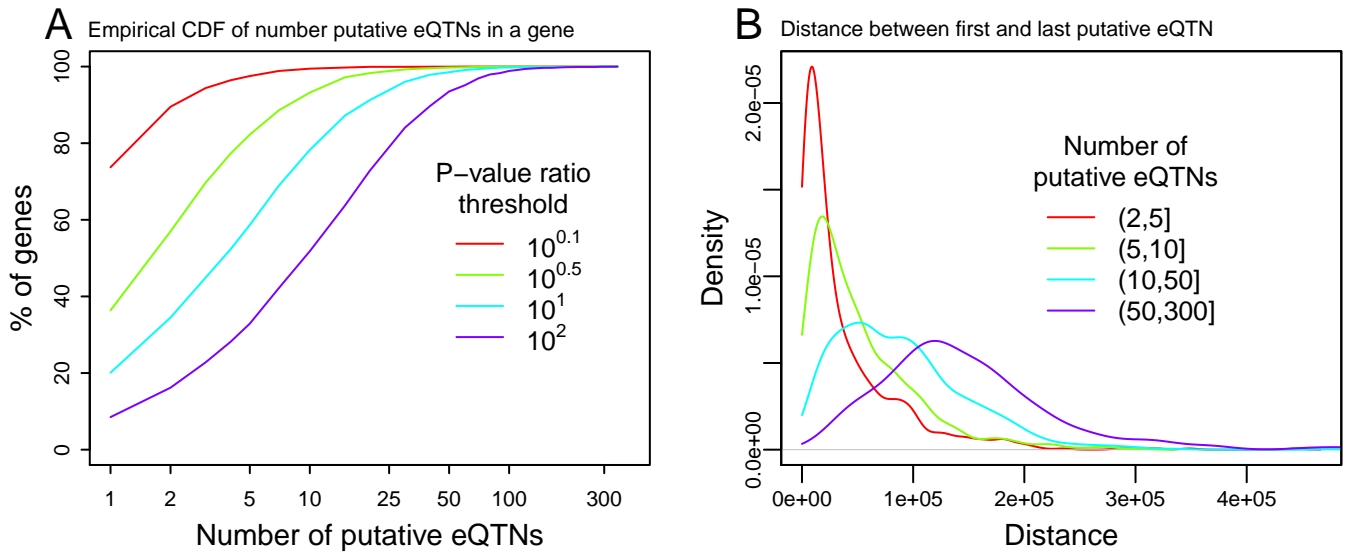 A Empirical CDF of number putative eQTNs in a gene
% of genes
100
80
60
40
20
0
P−value ratio
threshold
10^0.1
10^0.5
10^1
10^2
1 2 5 10 25 50 100 300
Number of putative eQTNs
B Distance between first and last putative eQTN
Density
2.0e−05
1.0e−05
0.0e+00
Number of
putative eQTNs
(2,5]
(5,10]
(10,50]
(50,300]
0e+00 1e+05 2e+05 3e+05 4e+05
Distance